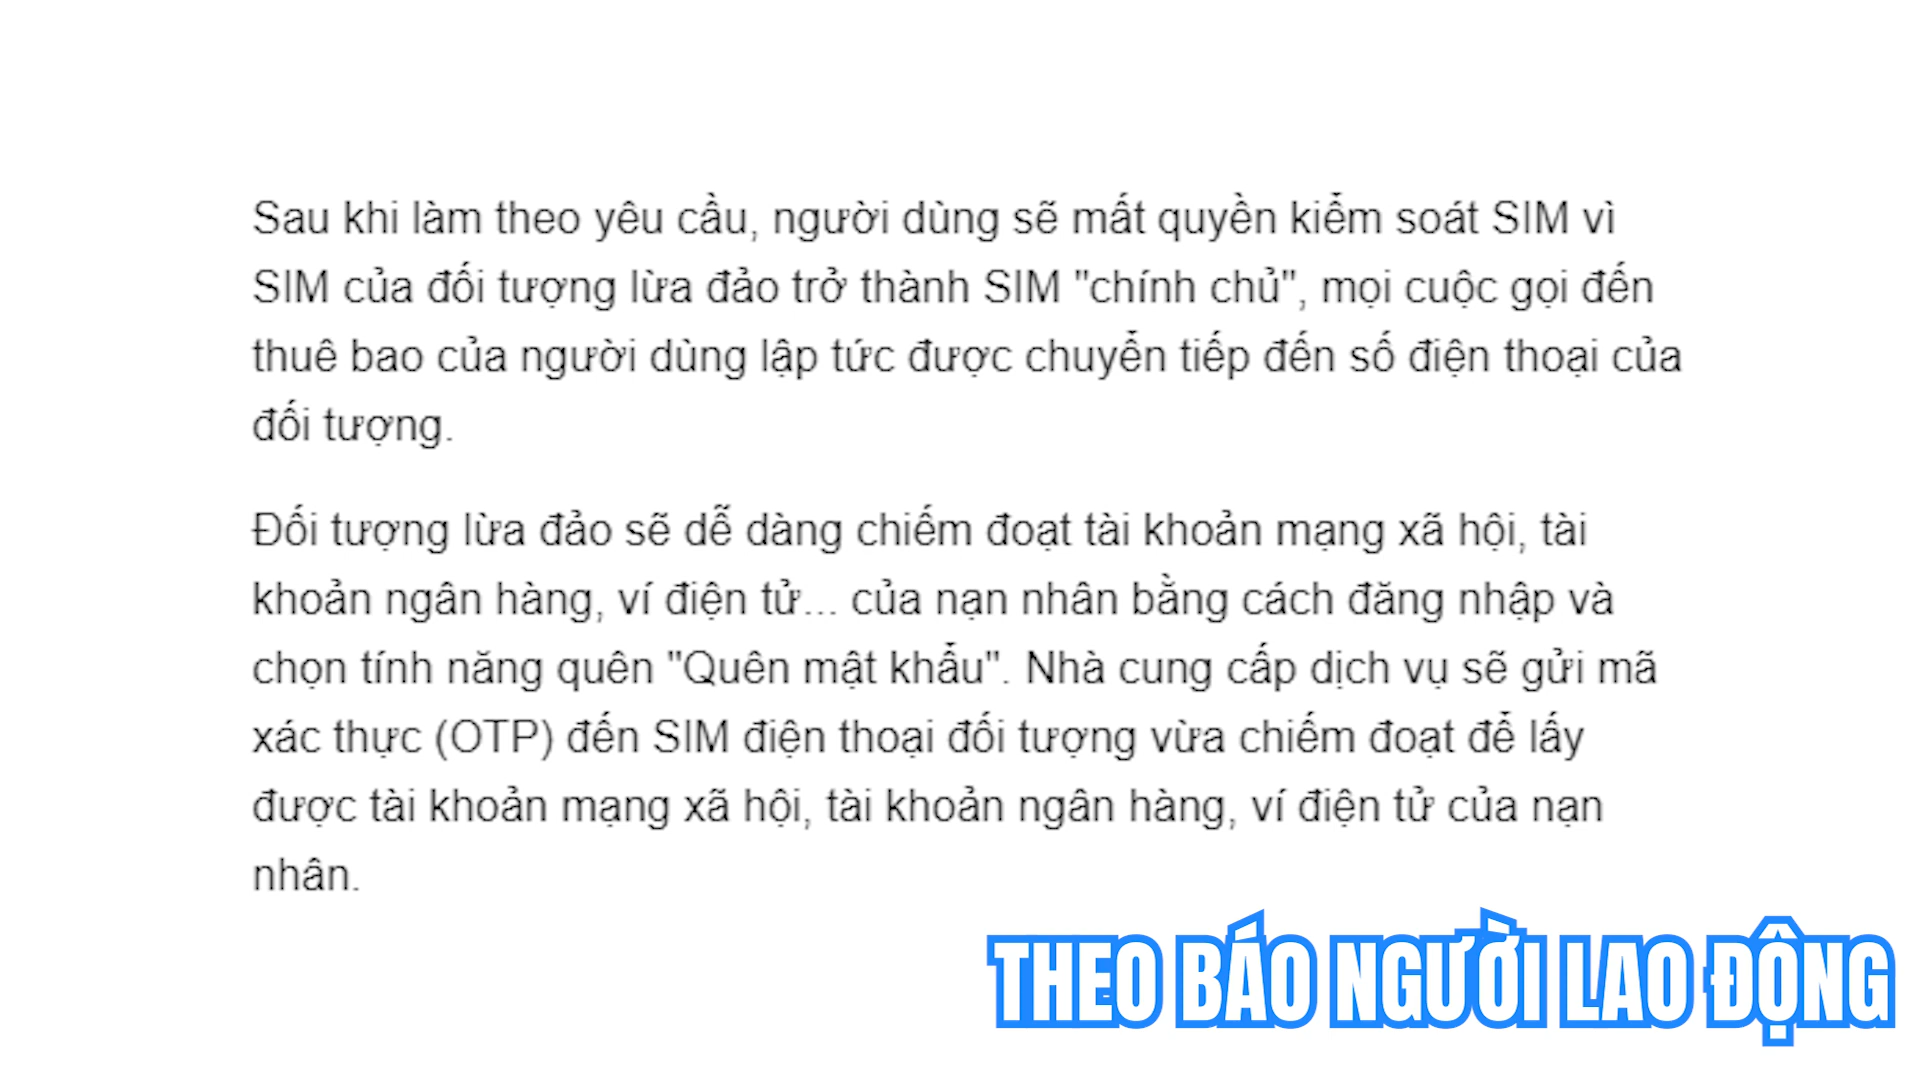 Sau khi làm theo yêu cầu, người dùng sẽ mất quyền kiểm soát SIM vì
SIM của đối tượng lừa đảo trở thành SIM "chính chủ", mọi cuộc gọi đến
thuê bao của người dùng lập tức được chuyển tiếp đến số điện thoại của
đối tượng.
Đối tượng lừa đảo sẽ dễ dàng chiếm đoạt tài khoản mạng xã hội, tài
khoản ngân hàng, ví điện tử... của nạn nhân bằng cách đăng nhập và
chọn tính năng quên "Quên mật khẩu". Nhà cung cấp dịch vụ sẽ gửi mã
xác thực (OTP) đến SIM điện thoại đối tượng vừa chiếm đoạt để lấy
được tài khoản mạng xã hội, tài khoản ngân hàng, ví điện tử của nạn
nhân.
THEO BÁO NGƯỜI LAO ĐỘNG